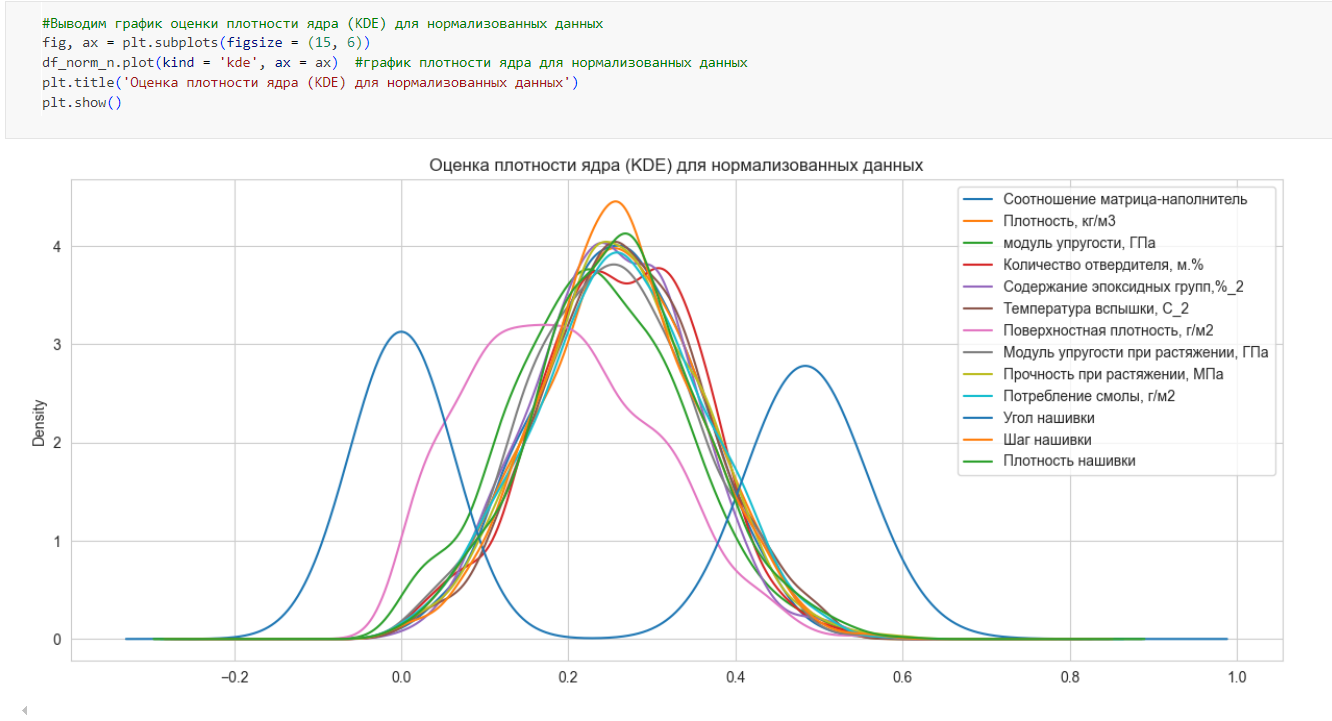 #Выводим график оценки плотности ядра (KDE) для нормализованных данных
fig, ax = plt.subplots(figsize = (15, 6))
df_norm_n.plot(kind = 'kde', ax = ax)  #график плотности ядра для нормализованных данных
plt.title('Оценка плотности ядра (KDE) для нормализованных данных')
plt.show()
Оценка плотности ядра (KDE) для нормализованных данных
Соотношение матрица-наполнитель
Плотность, кг/м3
модуль упругости, ГПа
Количество отвердителя, м.%
Содержание эпоксидных групп,%_2
Температура вспышки, С_2
Поверхностная плотность, г/м2
Модуль упругости при растяжении, ГПа
Прочность при растяжении, МПа
Потребление смолы, г/м2
Угол нашивки
Шаг нашивки
Плотность нашивки
Density
4
3
2
1
0
−0.2
0.0
0.2
0.4
0.6
0.8
1.0